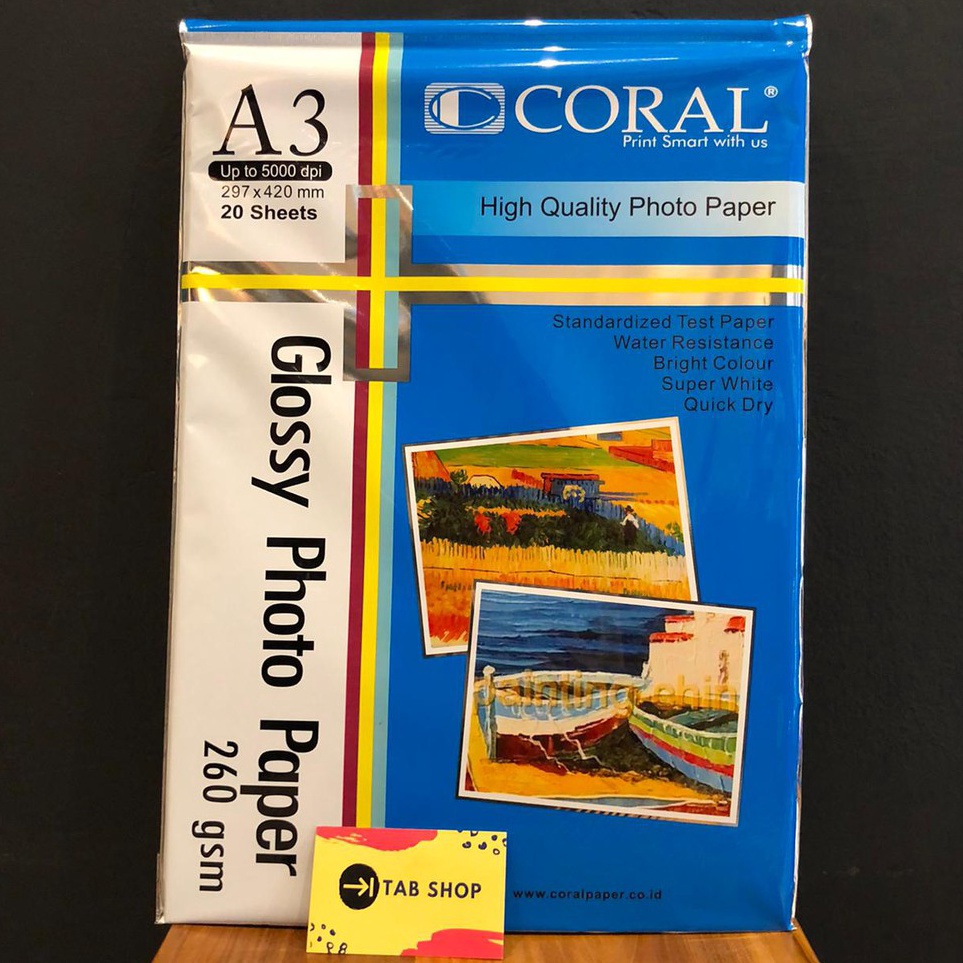 A3
Up to 5000 dpi
297 x 420 mm
20 Sheets
CORAL®
Print Smart with us
High Quality Photo Paper
Standardized Test Paper
Water Resistance
Bright Colour
Super White
Quick Dry
Glossy Photo Paper
260 gsm
painting.ehin
TAB SHOP
www.coralpaper.co.id